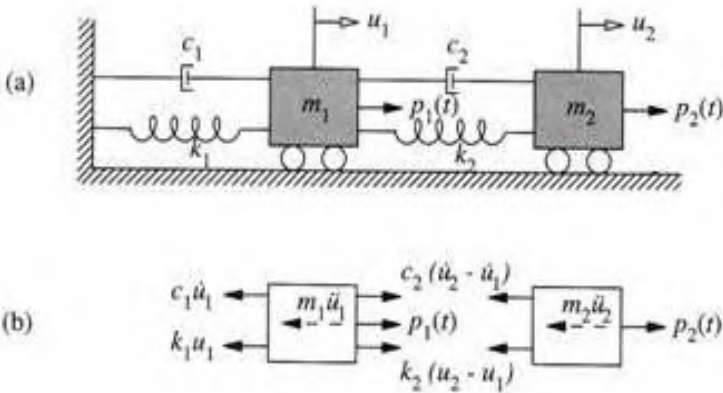 u₁ u₂
c₁ c₂
(a) m₁ p₁(t) m₂ p₂(t)
k₁ k₂
c₁u̇₁ c₂ (u̇₂ - u̇₁)
(b) m₁ü₁ p₁(t) m₂ü₂ p₂(t)
k₁u₁ k₂ (u₂ - u₁)